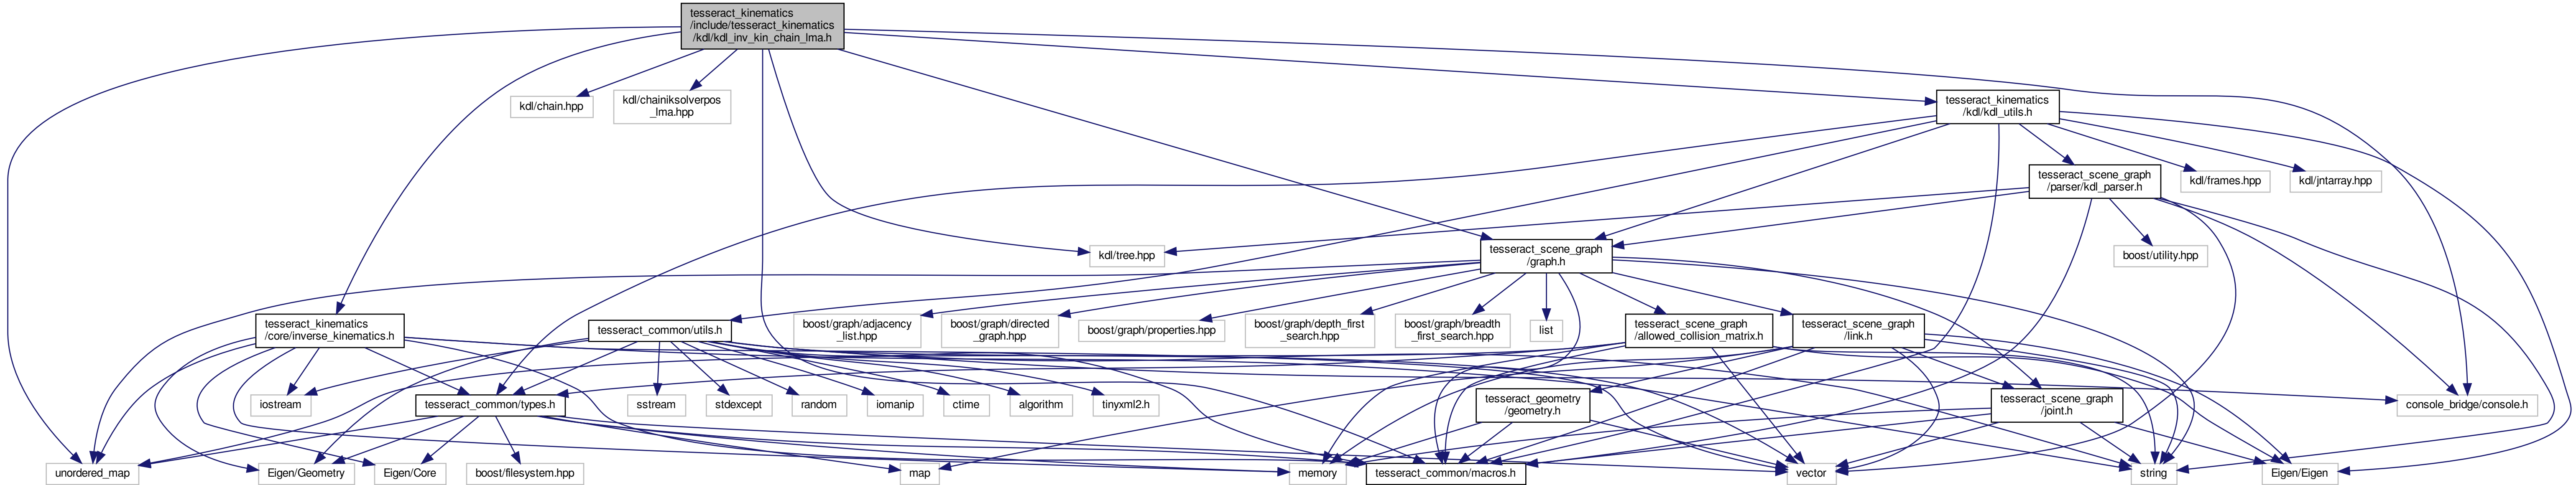 tesseract_kinematics
/include/tesseract_kinematics
/kdl/kdl_inv_kin_chain_lma.h
kdl/chain.hpp
kdl/chainiksolverpos
_lma.hpp
tesseract_kinematics
/kdl/kdl_utils.h
tesseract_scene_graph
/parser/kdl_parser.h
kdl/frames.hpp
kdl/jntarray.hpp
kdl/tree.hpp
tesseract_scene_graph
/graph.h
boost/utility.hpp
tesseract_kinematics
/core/inverse_kinematics.h
tesseract_common/utils.h
boost/graph/adjacency
_list.hpp
boost/graph/directed
_graph.hpp
boost/graph/properties.hpp
boost/graph/depth_first
_search.hpp
boost/graph/breadth
_first_search.hpp
list
tesseract_scene_graph
/allowed_collision_matrix.h
tesseract_scene_graph
/link.h
iostream
tesseract_common/types.h
sstream
stdexcept
random
iomanip
ctime
algorithm
tinyxml2.h
tesseract_geometry
/geometry.h
tesseract_scene_graph
/joint.h
console_bridge/console.h
unordered_map
Eigen/Geometry
Eigen/Core
boost/filesystem.hpp
map
memory
tesseract_common/macros.h
vector
string
Eigen/Eigen